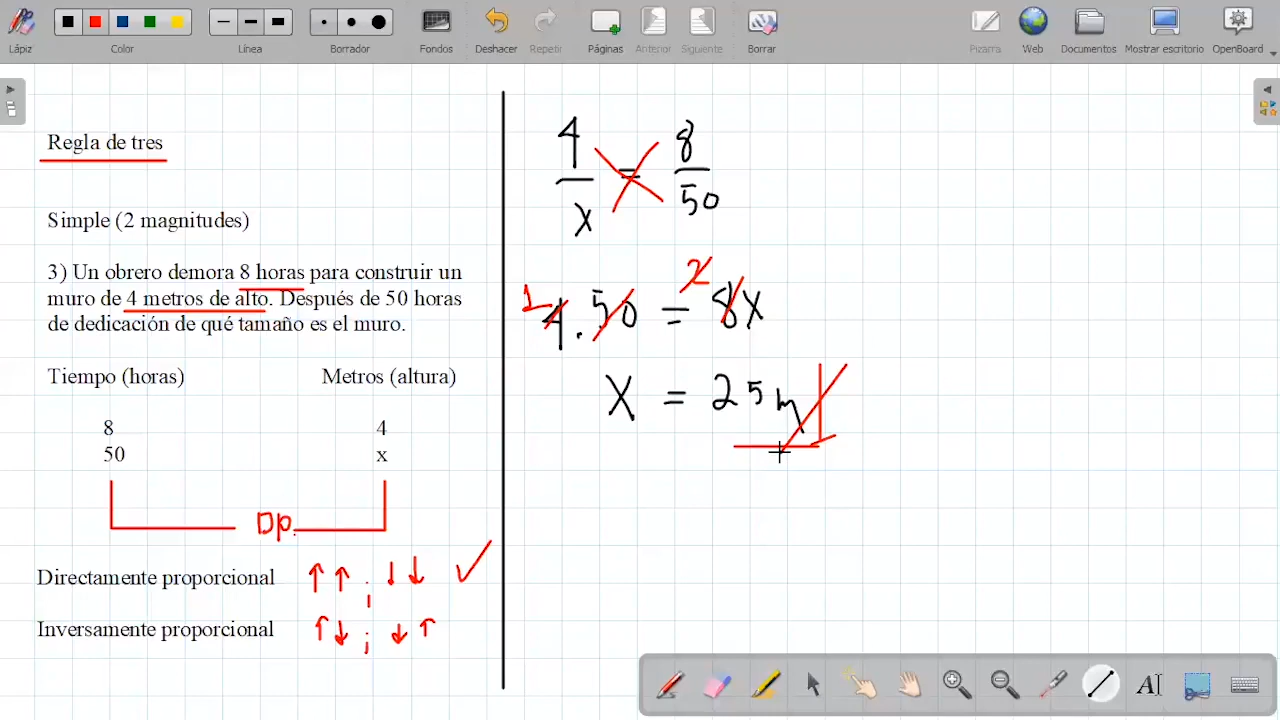 Lápiz
Color
Línea
Borrador
Fondos
Deshacer
Repetir
Páginas
Anterior
Siguiente
Borrar
Pizarra
Web
Documentos
Mostrar escritorio
OpenBoard
Regla de tres
Simple (2 magnitudes)
3) Un obrero demora 8 horas para construir un
muro de 4 metros de alto. Después de 50 horas
de dedicación de qué tamaño es el muro.
Tiempo (horas) Metros (altura)
8 4
50 x
Dp.
Directamente proporcional ↑ ↑ ; ↓ ↓ ✓
Inversamente proporcional ↑ ↓ ; ↓ ↑
4 = 8
x 50
2
1 4 . 50 = 8x
x = 25 m
AI